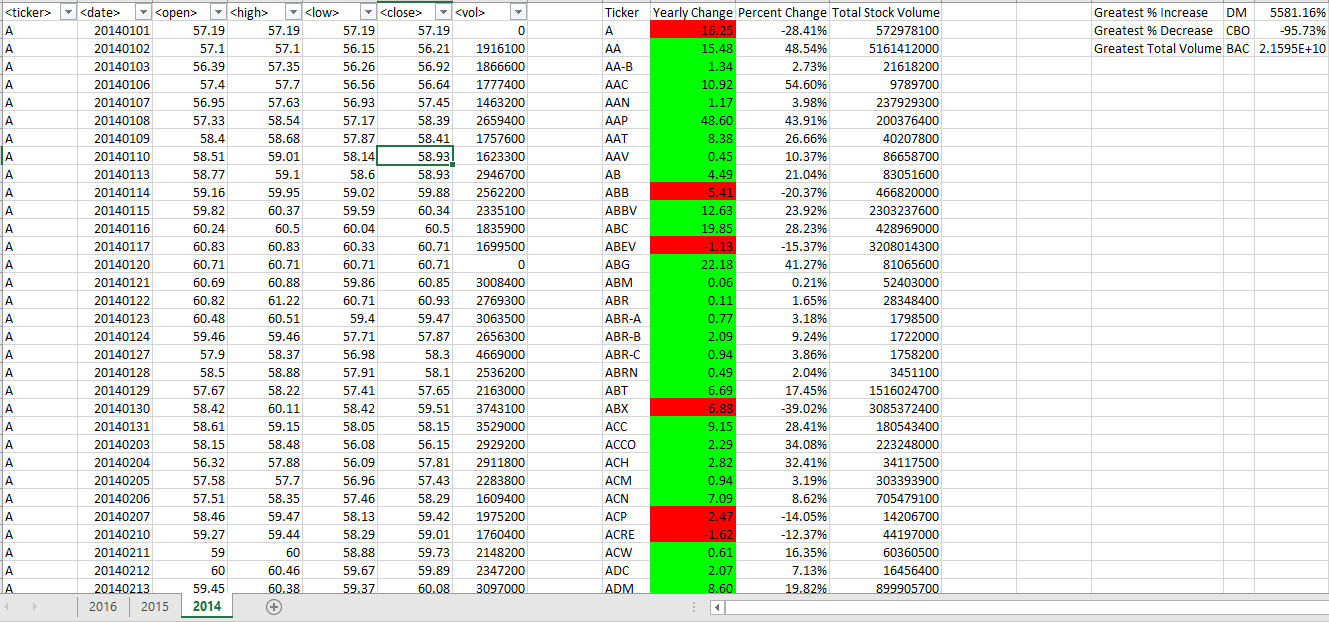 <ticker> <date> <open> <high> <low> <close> <vol> Ticker Yearly Change Percent Change Total Stock Volume Greatest % Increase DM 5581.16%
A 20140101 57.19 57.19 57.19 57.19 0 A -16.25 -28.41% 572978100 Greatest % Decrease CBO -95.73%
A 20140102 57.1 57.1 56.15 56.21 1916100 AA 15.48 48.54% 5161412000 Greatest Total Volume BAC 2.1595E+10
A 20140103 56.39 57.35 56.26 56.92 1866600 AA-B 1.34 2.73% 21618200
A 20140106 57.4 57.7 56.56 56.64 1777400 AAC 10.92 54.60% 9789700
A 20140107 56.95 57.63 56.93 57.45 1463200 AAN 1.17 3.98% 237929300
A 20140108 57.33 58.54 57.17 58.39 2659400 AAP 48.60 43.91% 200376400
A 20140109 58.4 58.68 57.87 58.41 1757600 AAT 8.38 26.66% 40207800
A 20140110 58.51 59.01 58.14 58.93 1623300 AAV 0.45 10.37% 86658700
A 20140113 58.77 59.1 58.6 58.93 2946700 AB 4.49 21.04% 83051600
A 20140114 59.16 59.95 59.02 59.88 2562200 ABB -5.41 -20.37% 466820000
A 20140115 59.82 60.37 59.59 60.34 2335100 ABBV 12.63 23.92% 2303237600
A 20140116 60.24 60.5 60.04 60.5 1835900 ABC 19.85 28.23% 428969000
A 20140117 60.83 60.83 60.33 60.71 1699500 ABEV -1.13 -15.37% 3208014300
A 20140120 60.71 60.71 60.71 60.71 0 ABG 22.18 41.27% 81065600
A 20140121 60.69 60.88 59.86 60.85 3008400 ABM 0.06 0.21% 52403000
A 20140122 60.82 61.22 60.71 60.93 2769300 ABR 0.11 1.65% 28348400
A 20140123 60.48 60.51 59.4 59.47 3063500 ABR-A 0.77 3.18% 1798500
A 20140124 59.46 59.46 57.71 57.87 2656300 ABR-B 2.09 9.24% 1722000
A 20140127 57.9 58.37 56.98 58.3 4669000 ABR-C 0.94 3.86% 1758200
A 20140128 58.5 58.88 57.91 58.1 2536200 ABRN 0.49 2.04% 3451100
A 20140129 57.67 58.22 57.41 57.65 2163000 ABT 6.69 17.45% 1516024700
A 20140130 58.42 60.11 58.42 59.51 3743100 ABX -6.88 -39.02% 3085372400
A 20140131 58.61 59.15 58.05 58.15 3529000 ACC 9.15 28.41% 180543400
A 20140203 58.15 58.48 56.08 56.15 2929200 ACCO 2.29 34.08% 223248000
A 20140204 56.32 57.88 56.09 57.81 2911800 ACH 2.82 32.41% 34117500
A 20140205 57.58 57.7 56.96 57.43 2283800 ACM 0.94 3.19% 303393900
A 20140206 57.51 58.35 57.46 58.29 1609400 ACN 7.09 8.62% 705479100
A 20140207 58.46 59.47 58.13 59.42 1975200 ACP -2.47 -14.05% 14206700
A 20140210 59.27 59.44 58.29 59.01 1760400 ACRE -1.62 -12.37% 44197000
A 20140211 59 60 58.88 59.73 2148200 ACW 0.61 16.35% 60360500
A 20140212 60 60.46 59.67 59.89 2347200 ADC 2.07 7.13% 16456400
A 20140213 59.45 60.38 59.37 60.08 3097000 ADM 8.60 19.82% 899905700
2016 2015 2014